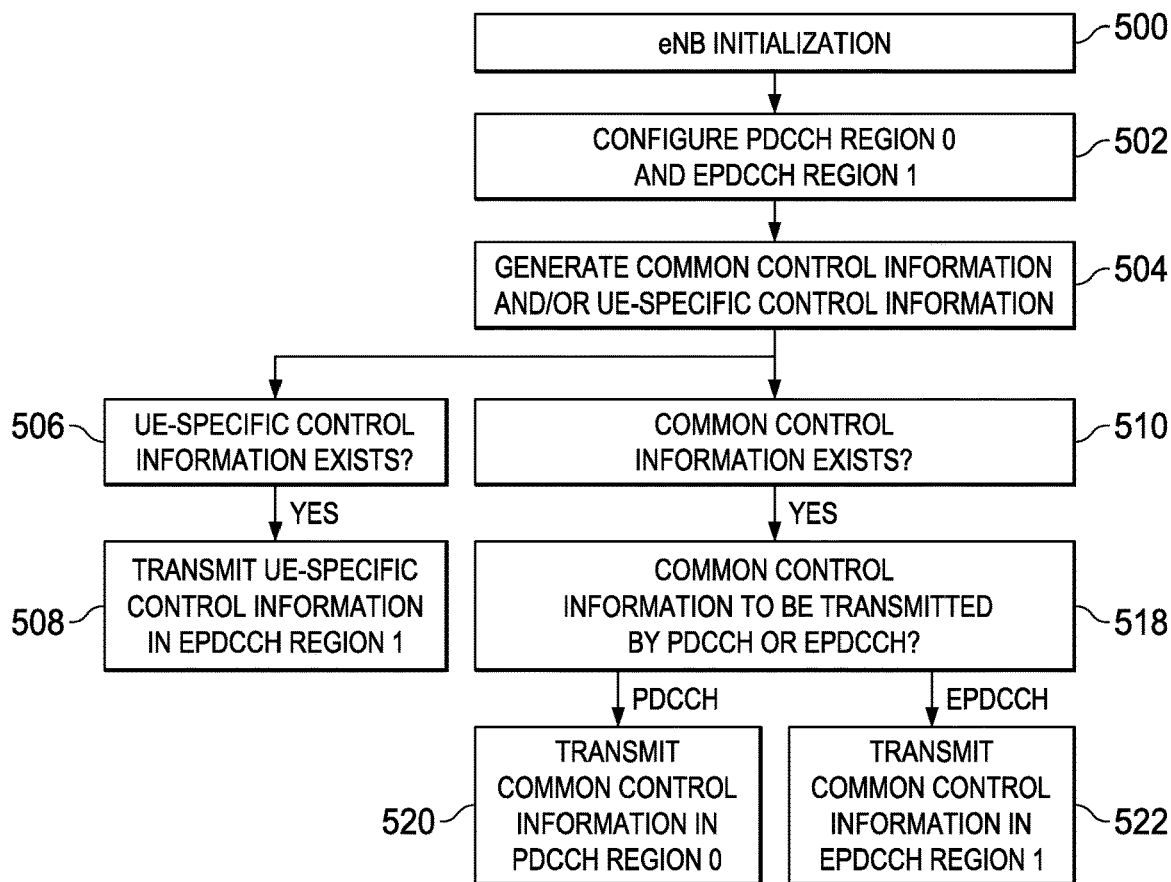 eNB INITIALIZATION
500
CONFIGURE PDCCH REGION 0
AND EPDCCH REGION 1
502
GENERATE COMMON CONTROL INFORMATION
AND/OR UE-SPECIFIC CONTROL INFORMATION
504
506
UE-SPECIFIC CONTROL
INFORMATION EXISTS?
COMMON CONTROL
INFORMATION EXISTS?
510
YES
YES
508
TRANSMIT UE-SPECIFIC
CONTROL INFORMATION
IN EPDCCH REGION 1
COMMON CONTROL
INFORMATION TO BE TRANSMITTED
BY PDCCH OR EPDCCH?
518
PDCCH
EPDCCH
520
TRANSMIT
COMMON CONTROL
INFORMATION IN
PDCCH REGION 0
TRANSMIT
COMMON CONTROL
INFORMATION IN
EPDCCH REGION 1
522